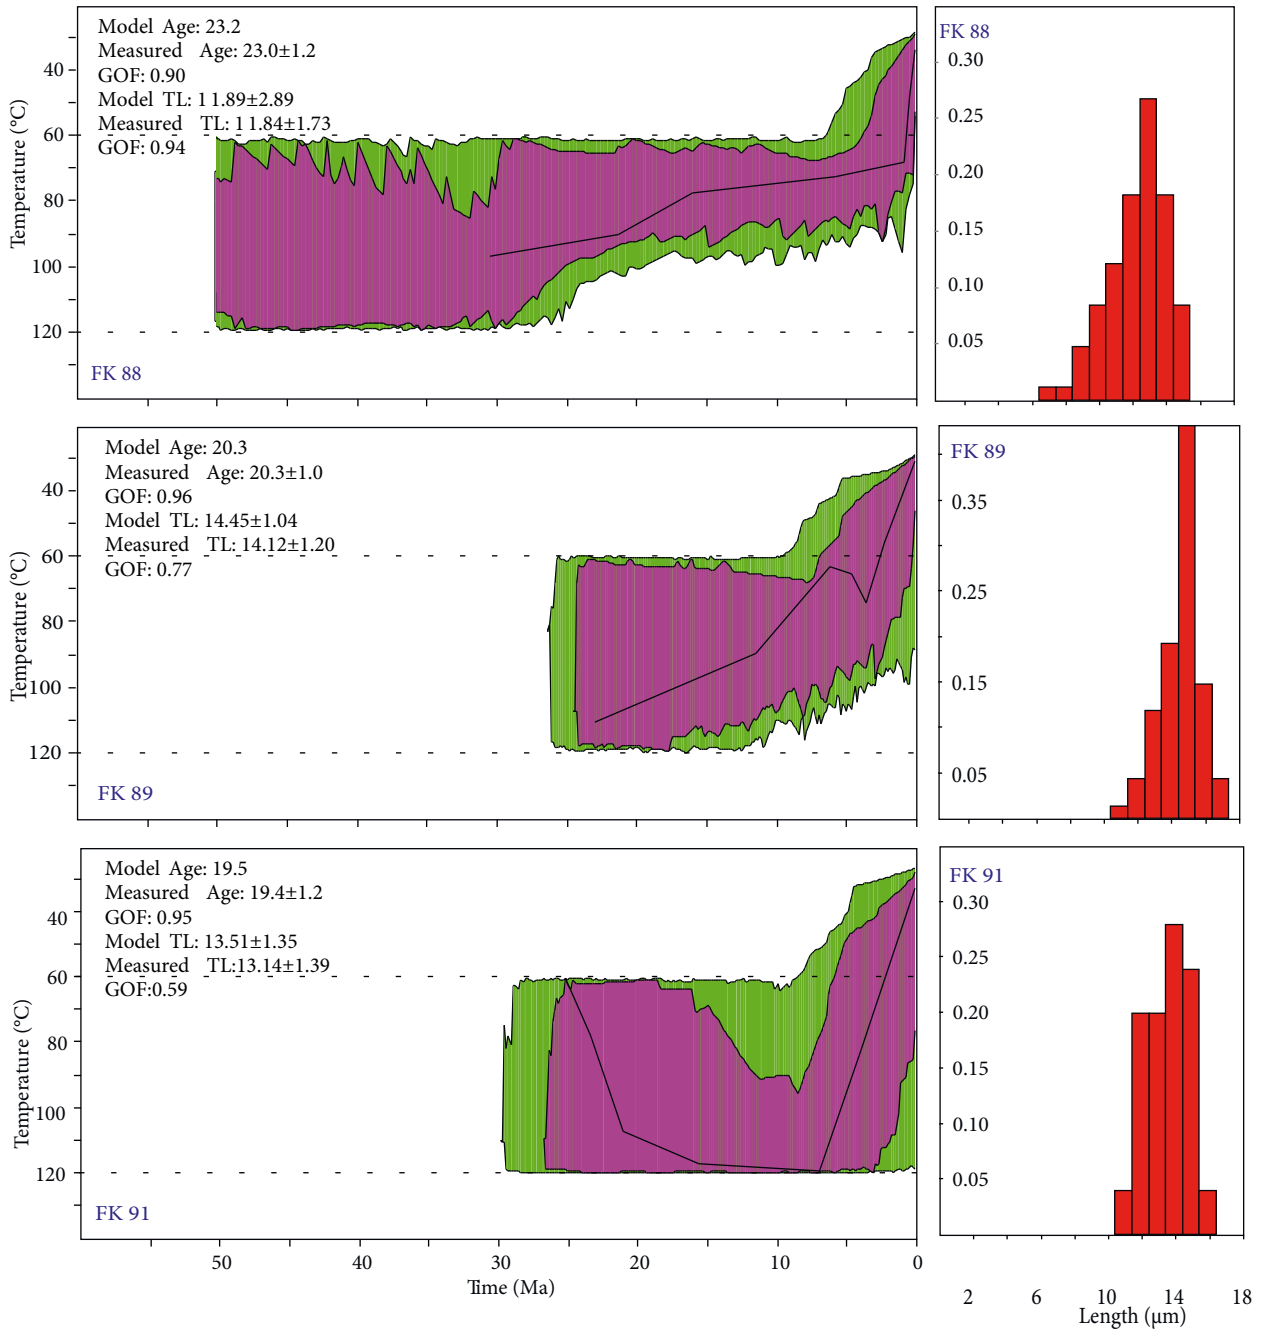 Model Age: 23.2
Measured Age: 23.0±1.2
GOF: 0.90
Model TL: 11.89±2.89
Measured TL: 11.84±1.73
GOF: 0.94
40
60
80
100
120
Temperature (°C)
FK 88
FK 88
0.30
0.25
0.20
0.15
0.10
0.05
Model Age: 20.3
Measured Age: 20.3±1.0
GOF: 0.96
Model TL: 14.45±1.04
Measured TL: 14.12±1.20
GOF: 0.77
40
60
80
100
120
Temperature (°C)
FK 89
FK 89
0.35
0.25
0.15
0.05
Model Age: 19.5
Measured Age: 19.4±1.2
GOF: 0.95
Model TL: 13.51±1.35
Measured TL:13.14±1.39
GOF:0.59
40
60
80
100
120
Temperature (°C)
FK 91
50 40 30 20 10 0
Time (Ma)
FK 91
0.30
0.25
0.20
0.15
0.10
0.05
2 6 10 14 18
Length (µm)